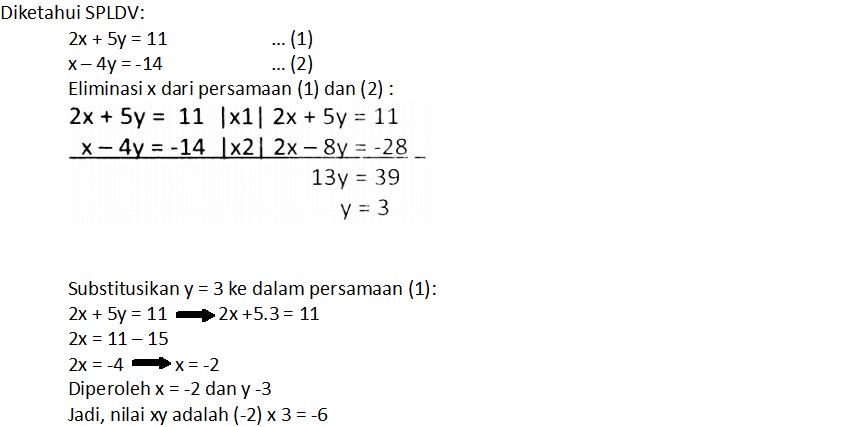 Diketahui SPLDV:
2x + 5y = 11 ... (1)
x – 4y = -14 ... (2)
Eliminasi x dari persamaan (1) dan (2) :
2x + 5y = 11 |x1| 2x + 5y = 11
x – 4y = -14 |x2| 2x – 8y = -28 –
13y = 39
y = 3
Substitusikan y = 3 ke dalam persamaan (1):
2x + 5y = 11 ➡ 2x +5.3 = 11
2x = 11 – 15
2x = -4 ➡ x = -2
Diperoleh x = -2 dan y -3
Jadi, nilai xy adalah (-2) x 3 = -6